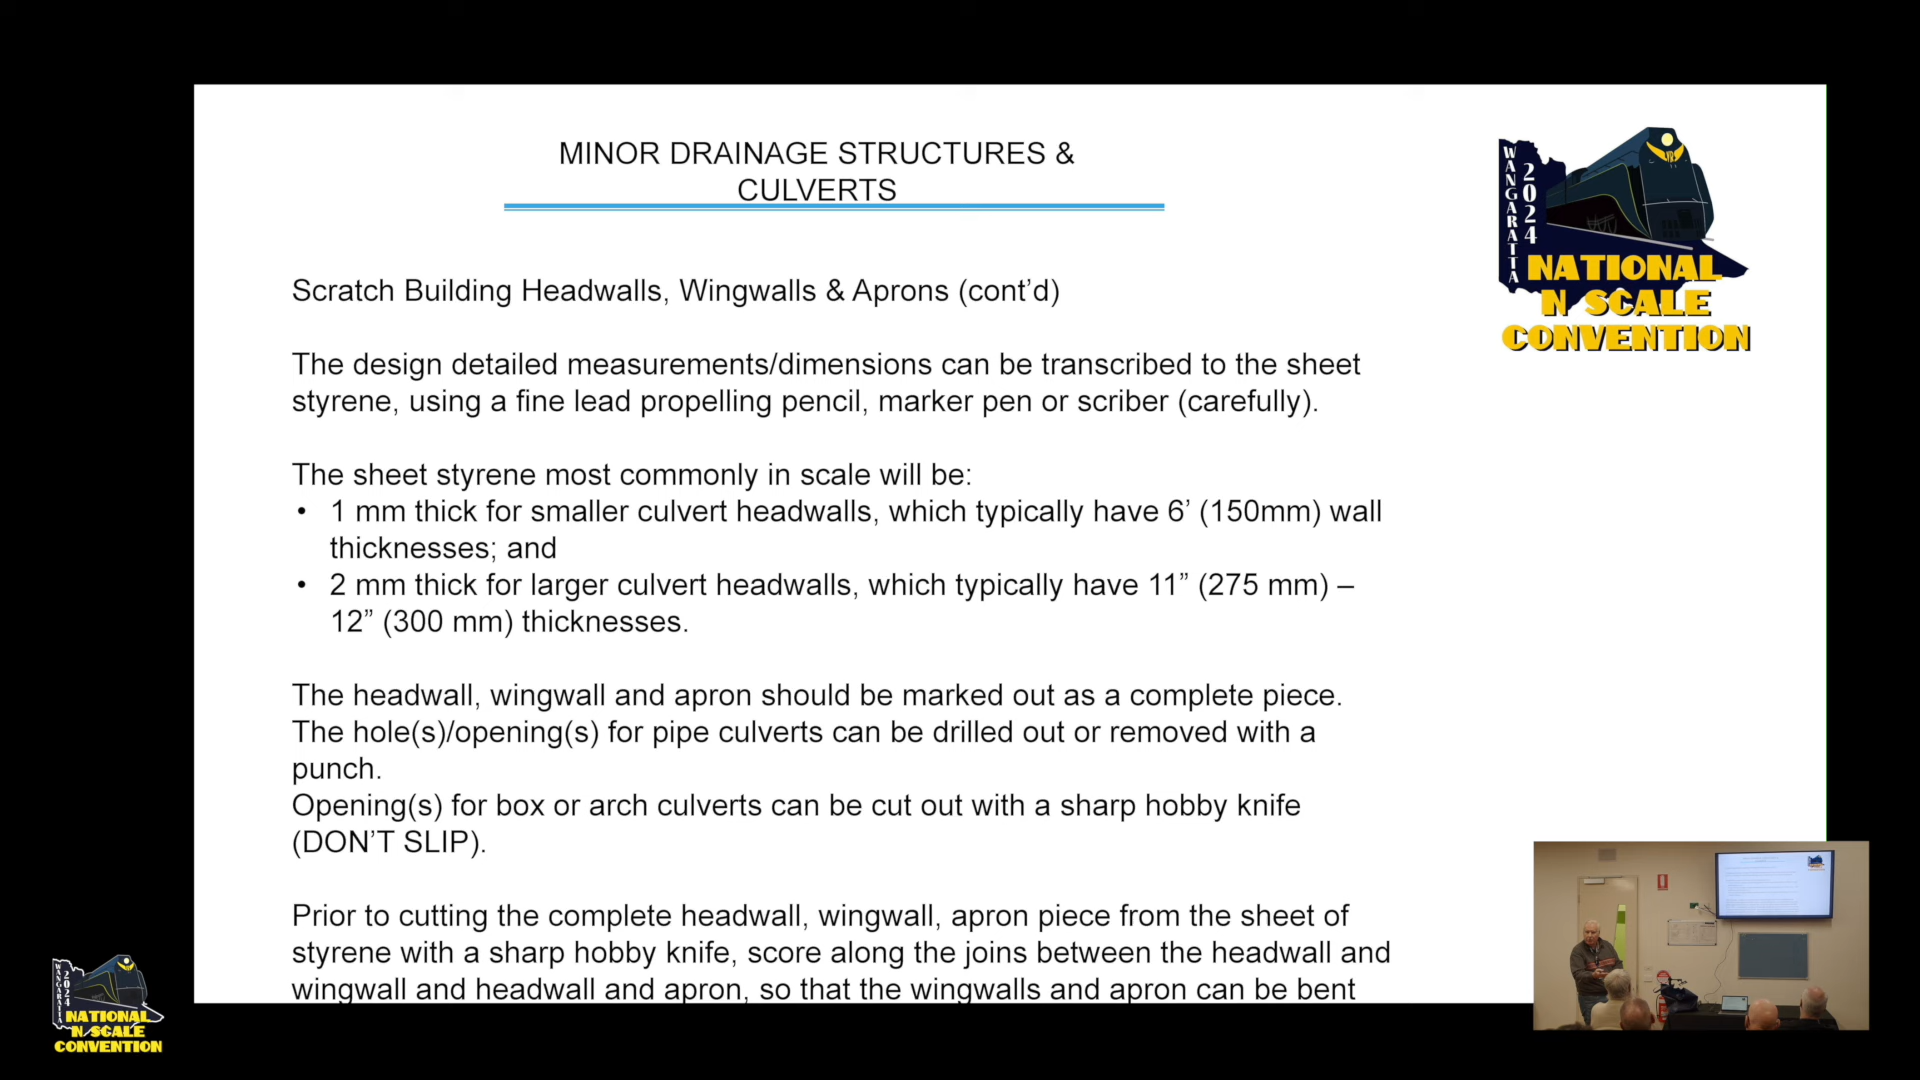 MINOR DRAINAGE STRUCTURES &
CULVERTS
WANGARATTA
2024
NATIONAL
N SCALE
CONVENTION
Scratch Building Headwalls, Wingwalls & Aprons (cont’d)
The design detailed measurements/dimensions can be transcribed to the sheet
styrene, using a fine lead propelling pencil, marker pen or scriber (carefully).
The sheet styrene most commonly in scale will be:
• 1 mm thick for smaller culvert headwalls, which typically have 6’ (150mm) wall
thicknesses; and
• 2 mm thick for larger culvert headwalls, which typically have 11” (275 mm) –
12” (300 mm) thicknesses.
The headwall, wingwall and apron should be marked out as a complete piece.
The hole(s)/opening(s) for pipe culverts can be drilled out or removed with a
punch.
Opening(s) for box or arch culverts can be cut out with a sharp hobby knife
(DON’T SLIP).
Prior to cutting the complete headwall, wingwall, apron piece from the sheet of
styrene with a sharp hobby knife, score along the joins between the headwall and
wingwall and headwall and apron, so that the wingwalls and apron can be bent
WANGARATTA
2024
NATIONAL
N SCALE
CONVENTION